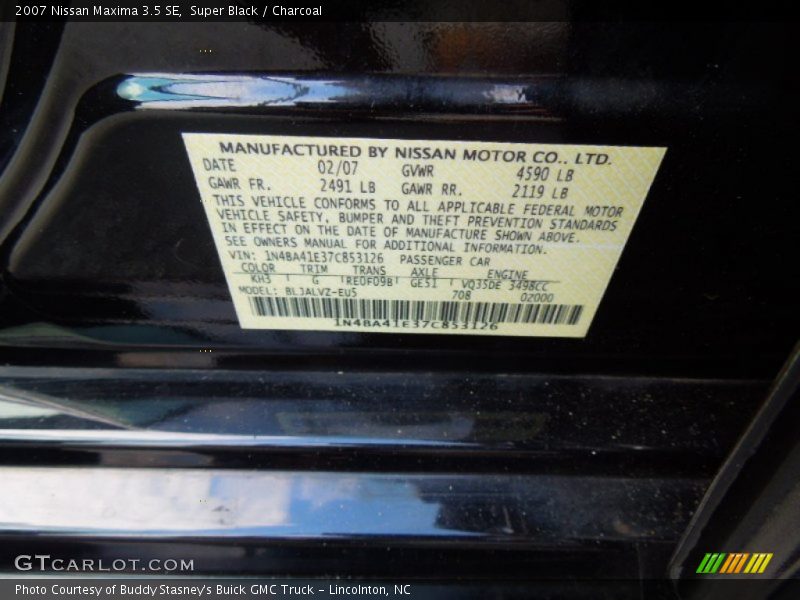 2007 Nissan Maxima 3.5 SE, Super Black / Charcoal
MANUFACTURED BY NISSAN MOTOR CO., LTD.
DATE 02/07 GVWR 4590 LB
GAWR FR. 2491 LB GAWR RR. 2119 LB
THIS VEHICLE CONFORMS TO ALL APPLICABLE FEDERAL MOTOR
VEHICLE SAFETY, BUMPER AND THEFT PREVENTION STANDARDS
IN EFFECT ON THE DATE OF MANUFACTURE SHOWN ABOVE.
SEE OWNERS MANUAL FOR ADDITIONAL INFORMATION.
VIN: 1N4BA41E37C853126 PASSENGER CAR
COLOR TRIM TRANS AXLE ENGINE
KH3 G RE0F09B GE51 VQ35DE 3498CC
MODEL: BLJALVZ-EU5 708 02000
1N4BA41E37C853126
GTCARLOT.COM
Photo Courtesy of Buddy Stasney's Buick GMC Truck - Lincolnton, NC